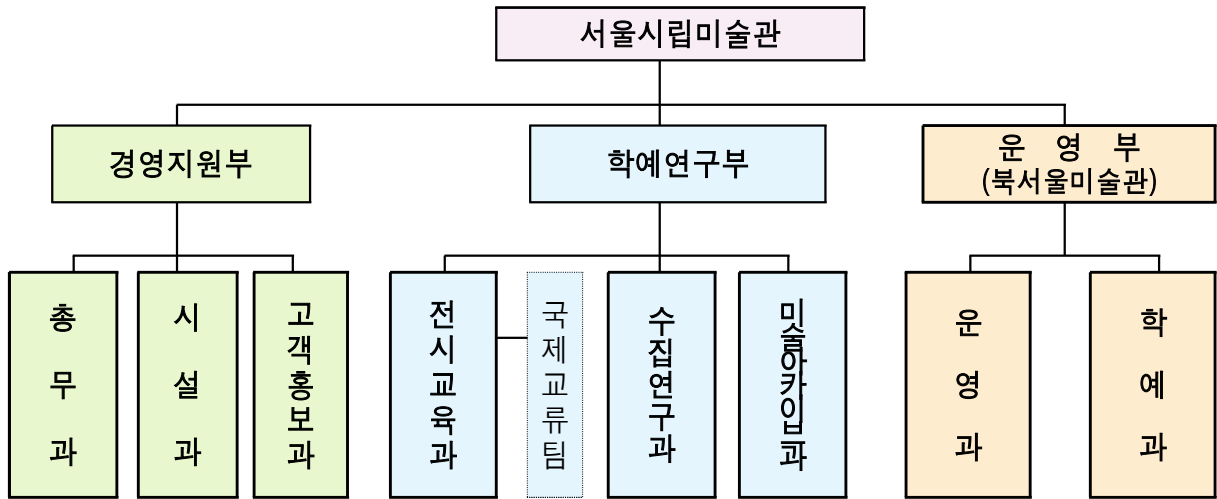 서울시립미술관
경영지원부
학예연구부
운 영 부
(북서울미술관)
총무과
시설과
고객홍보과
전시교육과
국제교류팀
수집연구과
미술아카입과
운영과
학예과